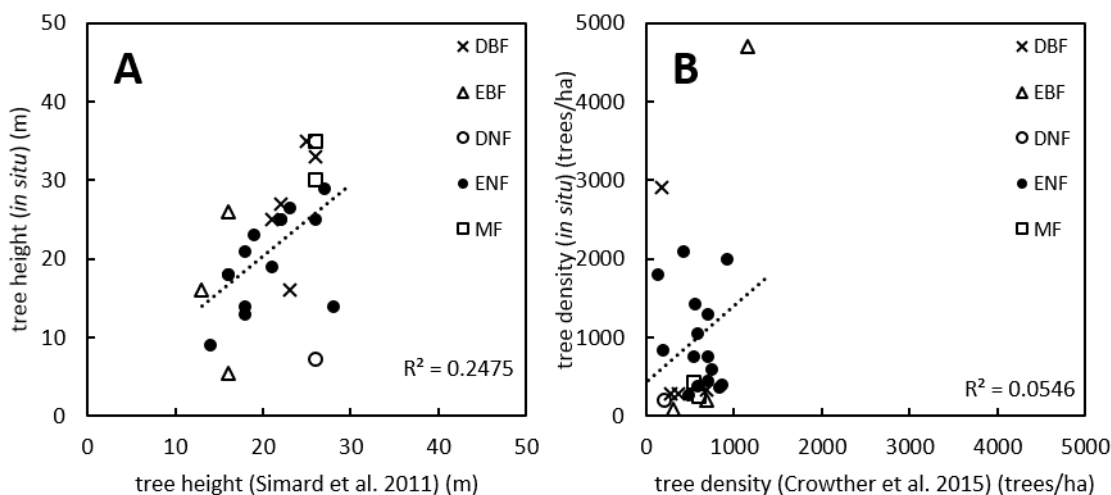 A
tree height (in situ) (m)
50
40
30
20
10
0
DBF
EBF
DNF
ENF
MF
R² = 0.2475
0 10 20 30 40 50
tree height (Simard et al. 2011) (m)
B
tree density (in situ) (trees/ha)
5000
4000
3000
2000
1000
0
DBF
EBF
DNF
ENF
MF
R² = 0.0546
0 1000 2000 3000 4000 5000
tree density (Crowther et al. 2015) (trees/ha)